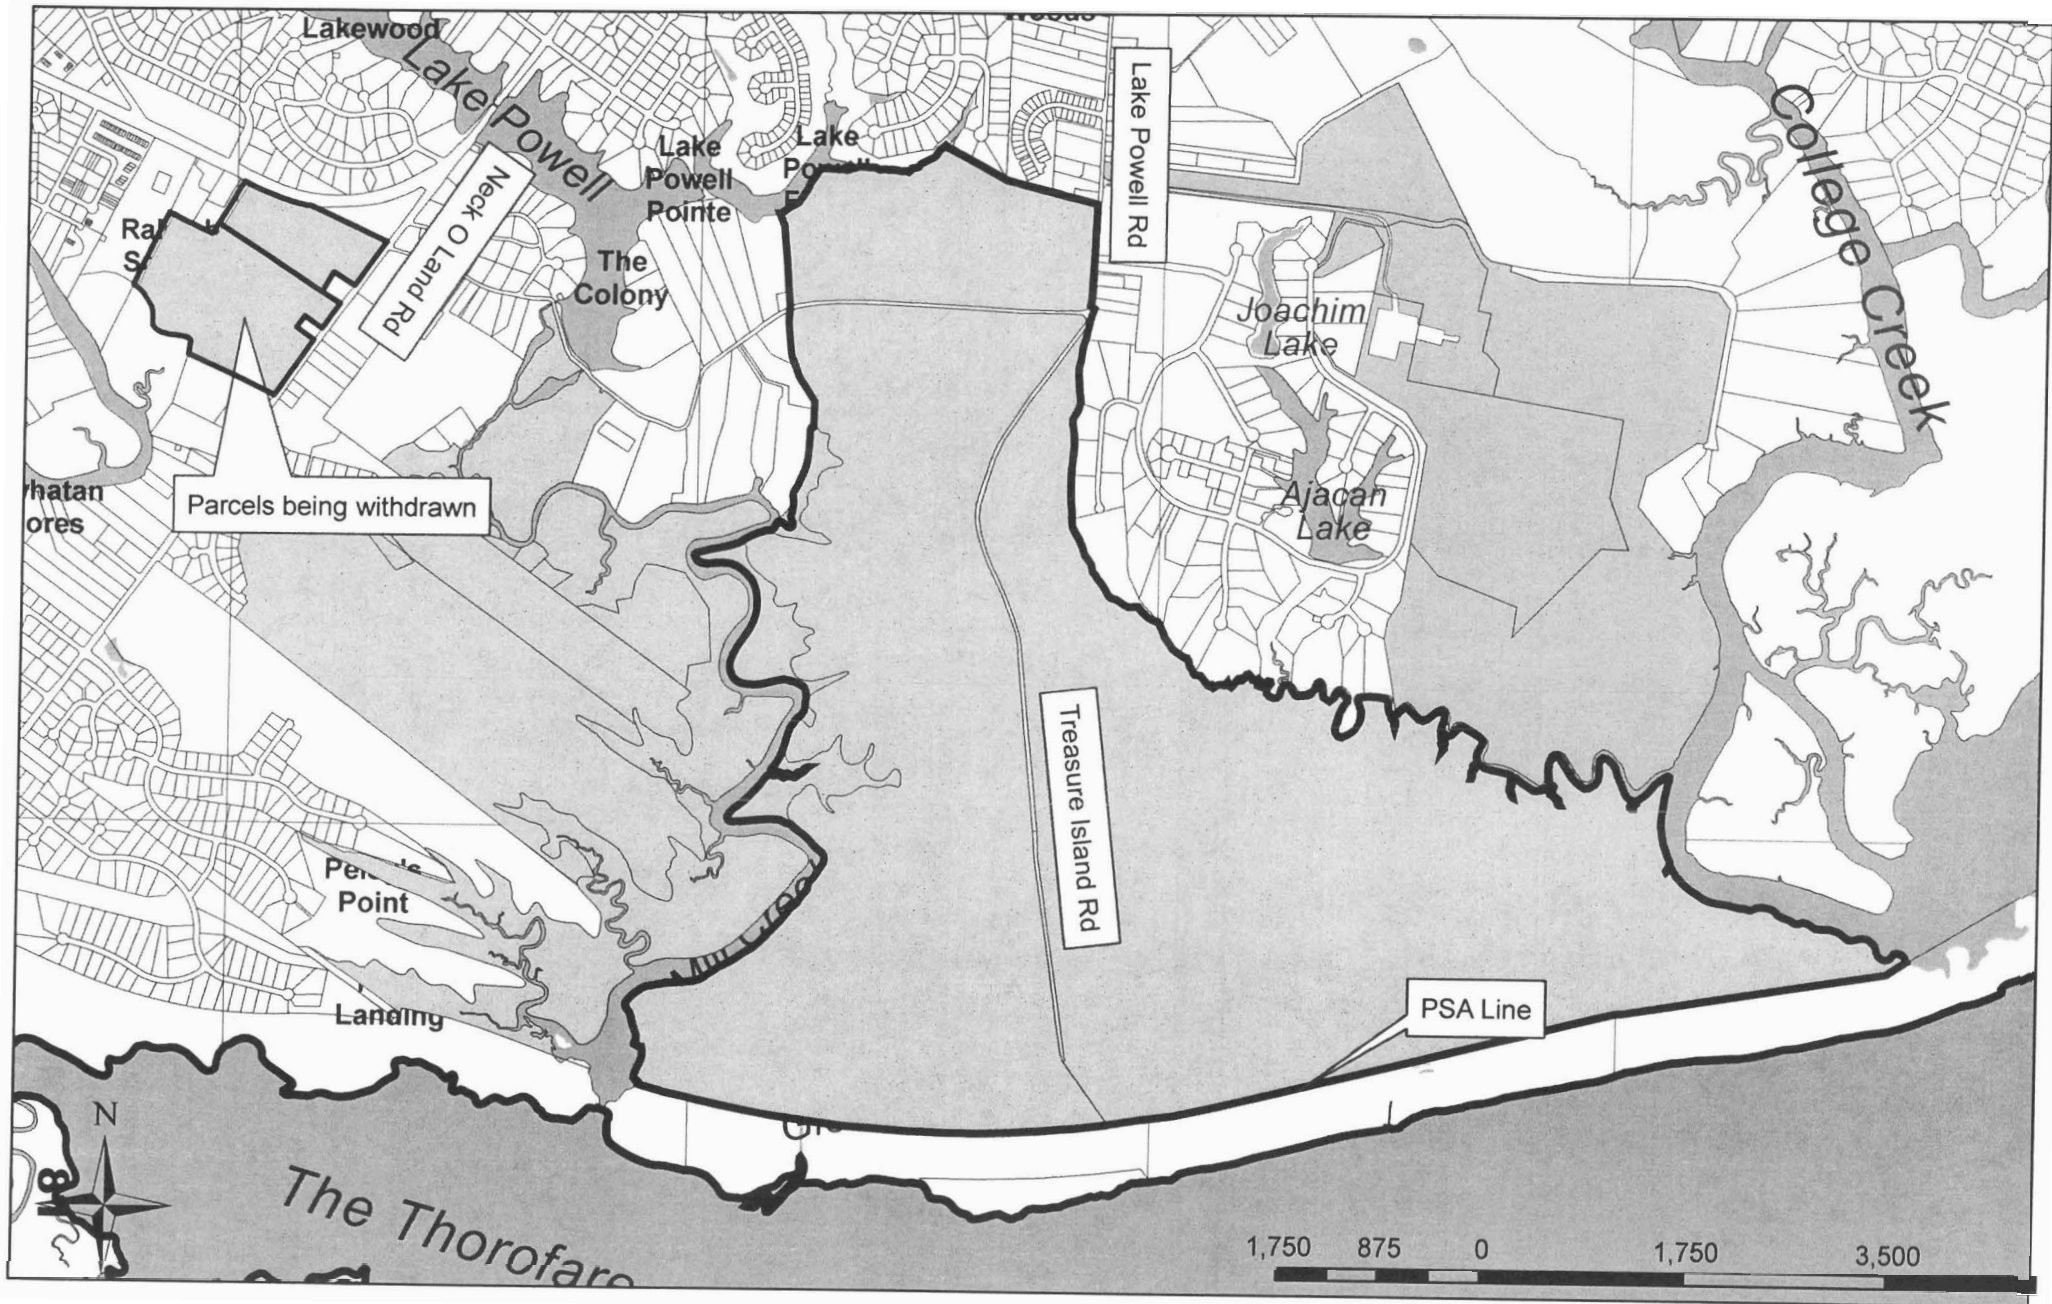 Lakewood
Lake Powell
Lake
Powell
Pointe
Lake
Lake Powell Rd
College Creek
Neck O Land Rd
The
Colony
Joachim
Lake
Parcels being withdrawn
Ajacan
Lake
Treasure Island Rd
Point
Landing
PSA Line
N
The Thorofare
1,750 875 0 1,750 3,500